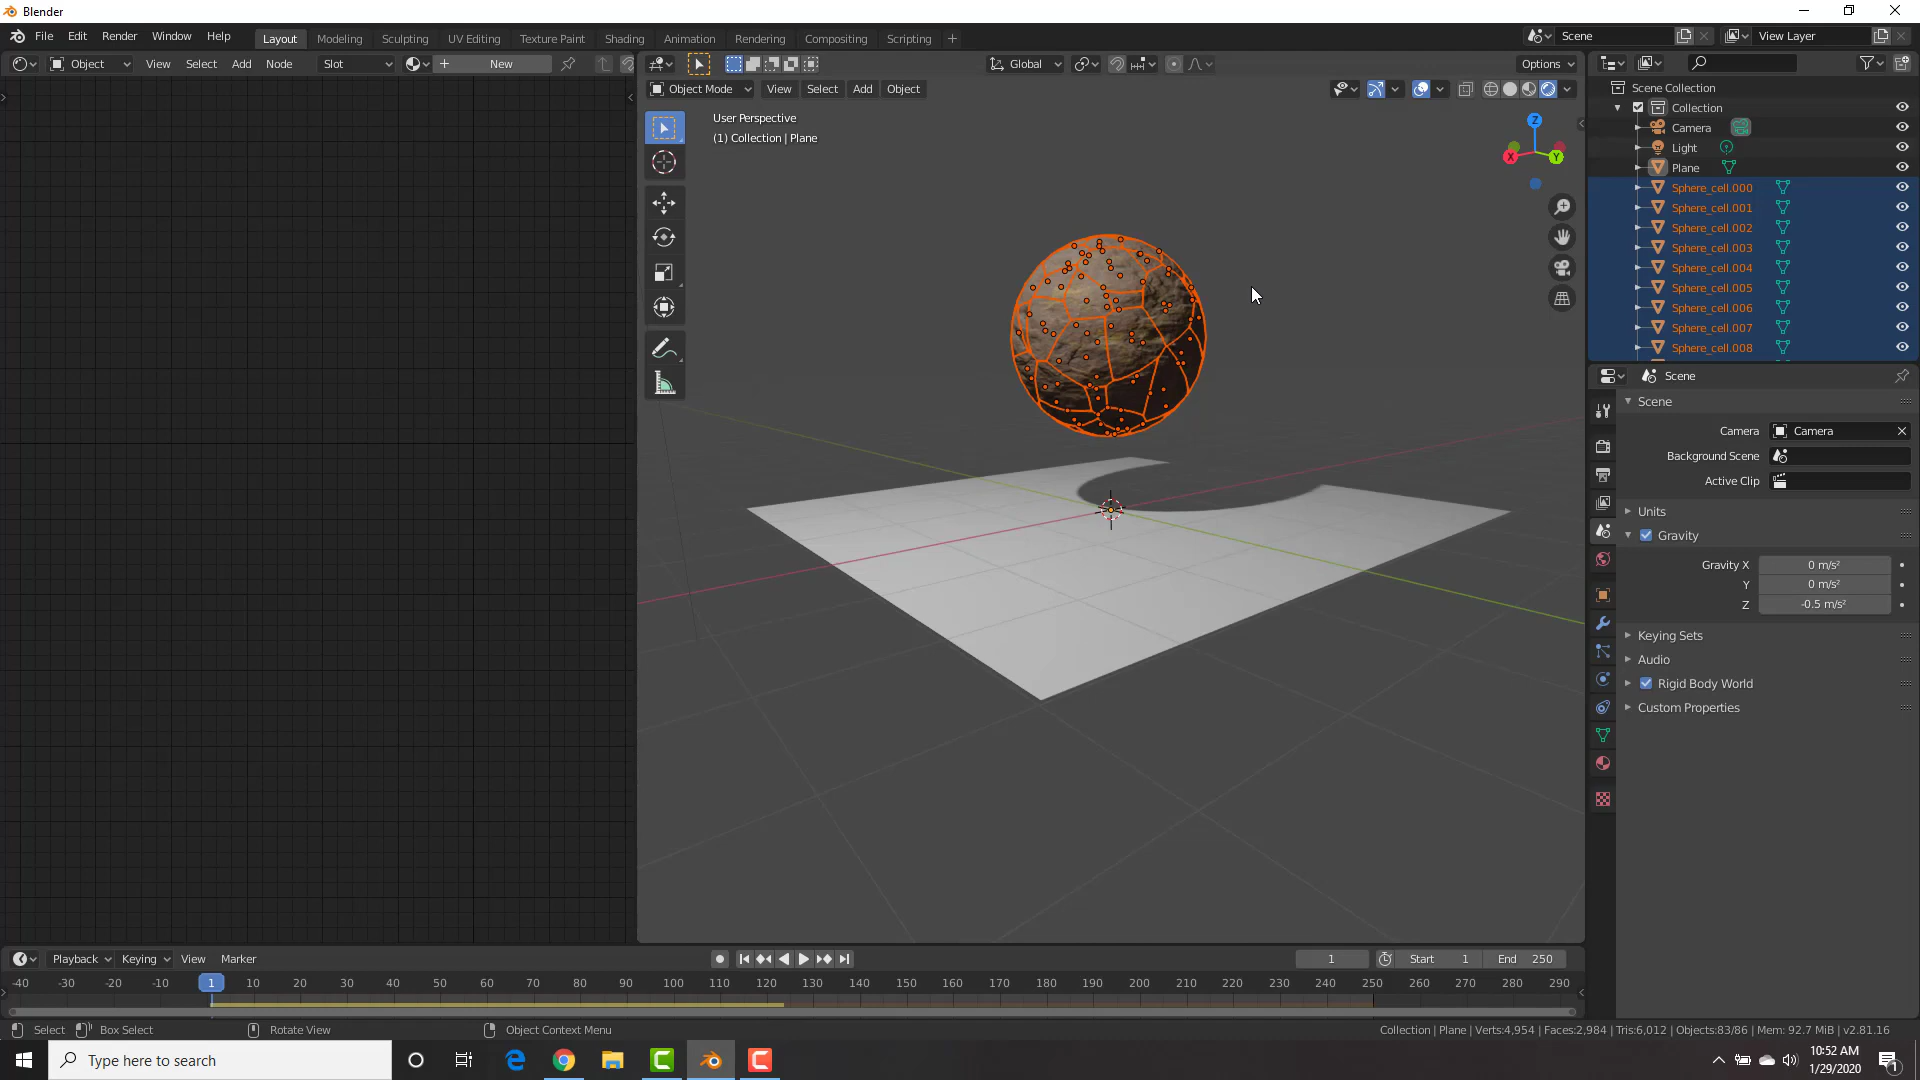 Blender
File Edit Render Window Help
Layout Modeling Sculpting UV Editing Texture Paint Shading Animation Rendering Compositing Scripting +
Scene
View Layer
Object View Select Add Node Slot New
Global
Options
Object Mode View Select Add Object
User Perspective
(1) Collection | Plane
Z
X
Y
Scene Collection
Collection
Camera
Light
Plane
Sphere_cell.000
Sphere_cell.001
Sphere_cell.002
Sphere_cell.003
Sphere_cell.004
Sphere_cell.005
Sphere_cell.006
Sphere_cell.007
Sphere_cell.008
Scene
Scene
Camera Camera
Background Scene
Active Clip
Units
Gravity
Gravity X 0 m/s²
Y 0 m/s²
Z -0.5 m/s²
Keying Sets
Audio
Rigid Body World
Custom Properties
Playback Keying View Marker
1 Start 1 End 250
-40 -30 -20 -10 1 10 20 30 40 50 60 70 80 90 100 110 120 130 140 150 160 170 180 190 200 210 220 230 240 250 260 270 280 290
Select Box Select Rotate View Object Context Menu
Collection | Plane | Verts:4,954 | Faces:2,984 | Tris:6,012 | Objects:83/86 | Mem: 92.7 MiB | v2.81.16
Type here to search
10:52 AM
1/29/2020
1